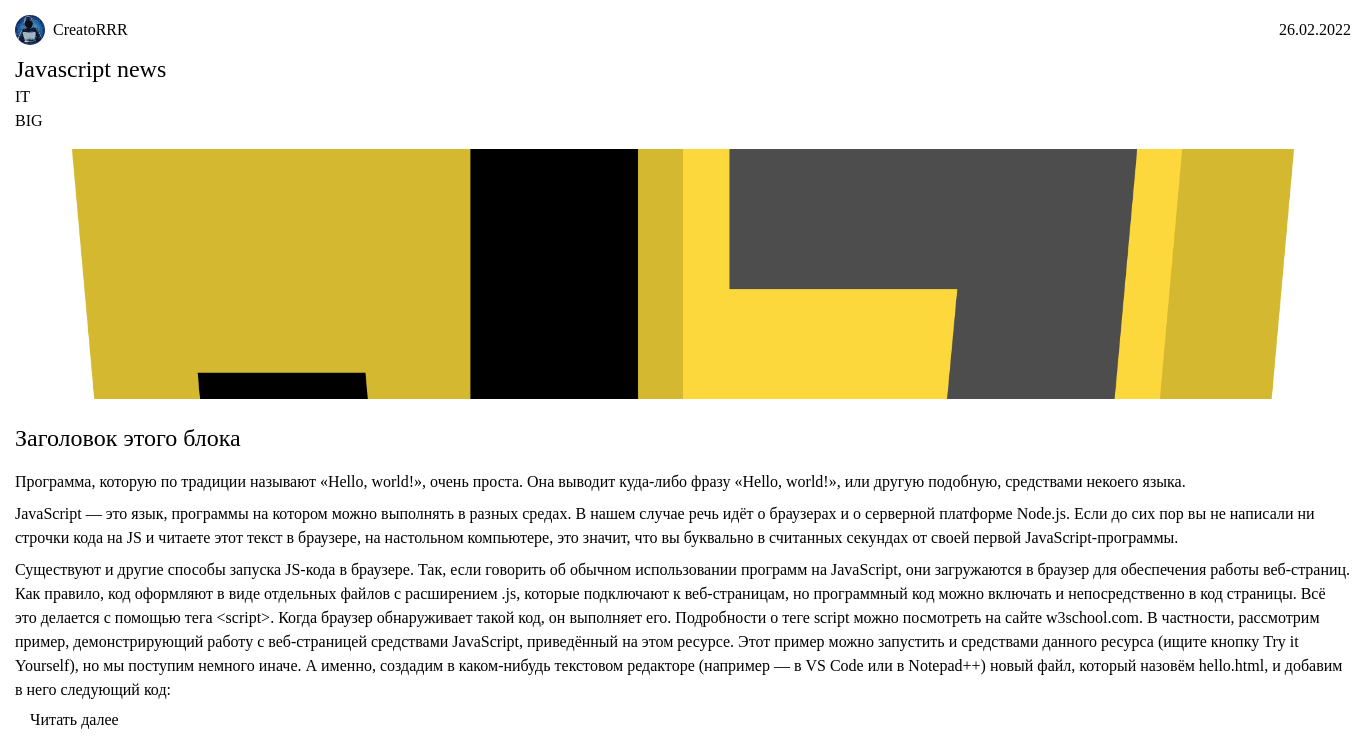 CreatoRRR
26.02.2022
Javascript news
IT
BIG
Заголовок этого блока
Программа, которую по традиции называют «Hello, world!», очень проста. Она выводит куда-либо фразу «Hello, world!», или другую подобную, средствами некоего языка.
JavaScript — это язык, программы на котором можно выполнять в разных средах. В нашем случае речь идёт о браузерах и о серверной платформе Node.js. Если до сих пор вы не написали ни
строчки кода на JS и читаете этот текст в браузере, на настольном компьютере, это значит, что вы буквально в считанных секундах от своей первой JavaScript-программы.
Существуют и другие способы запуска JS-кода в браузере. Так, если говорить об обычном использовании программ на JavaScript, они загружаются в браузер для обеспечения работы веб-страниц.
Как правило, код оформляют в виде отдельных файлов с расширением .js, которые подключают к веб-страницам, но программный код можно включать и непосредственно в код страницы. Всё
это делается с помощью тега <script>. Когда браузер обнаруживает такой код, он выполняет его. Подробности о теге script можно посмотреть на сайте w3school.com. В частности, рассмотрим
пример, демонстрирующий работу с веб-страницей средствами JavaScript, приведённый на этом ресурсе. Этот пример можно запустить и средствами данного ресурса (ищите кнопку Try it
Yourself), но мы поступим немного иначе. А именно, создадим в каком-нибудь текстовом редакторе (например — в VS Code или в Notepad++) новый файл, который назовём hello.html, и добавим
в него следующий код:
Читать далее